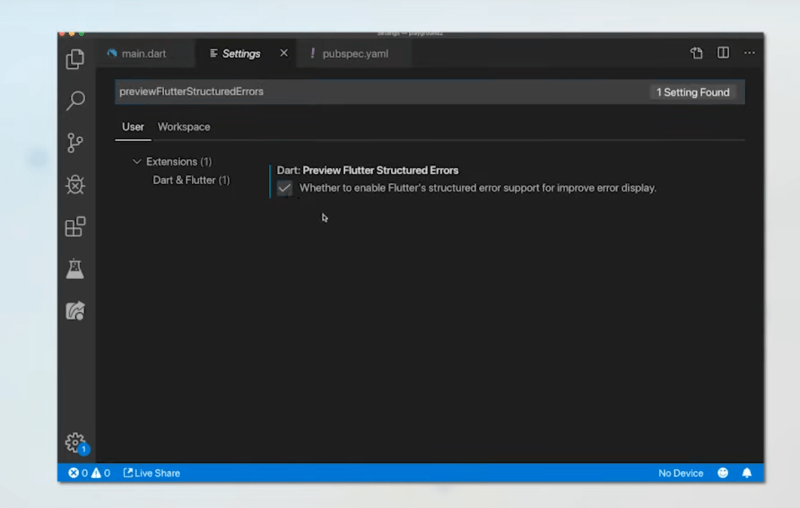 Settings — playground2
main.dart
Settings
pubspec.yaml
previewFlutterStructuredErrors
1 Setting Found
User
Workspace
Extensions (1)
Dart & Flutter (1)
Dart: Preview Flutter Structured Errors
Whether to enable Flutter's structured error support for improve error display.
1
0
0
Live Share
No Device